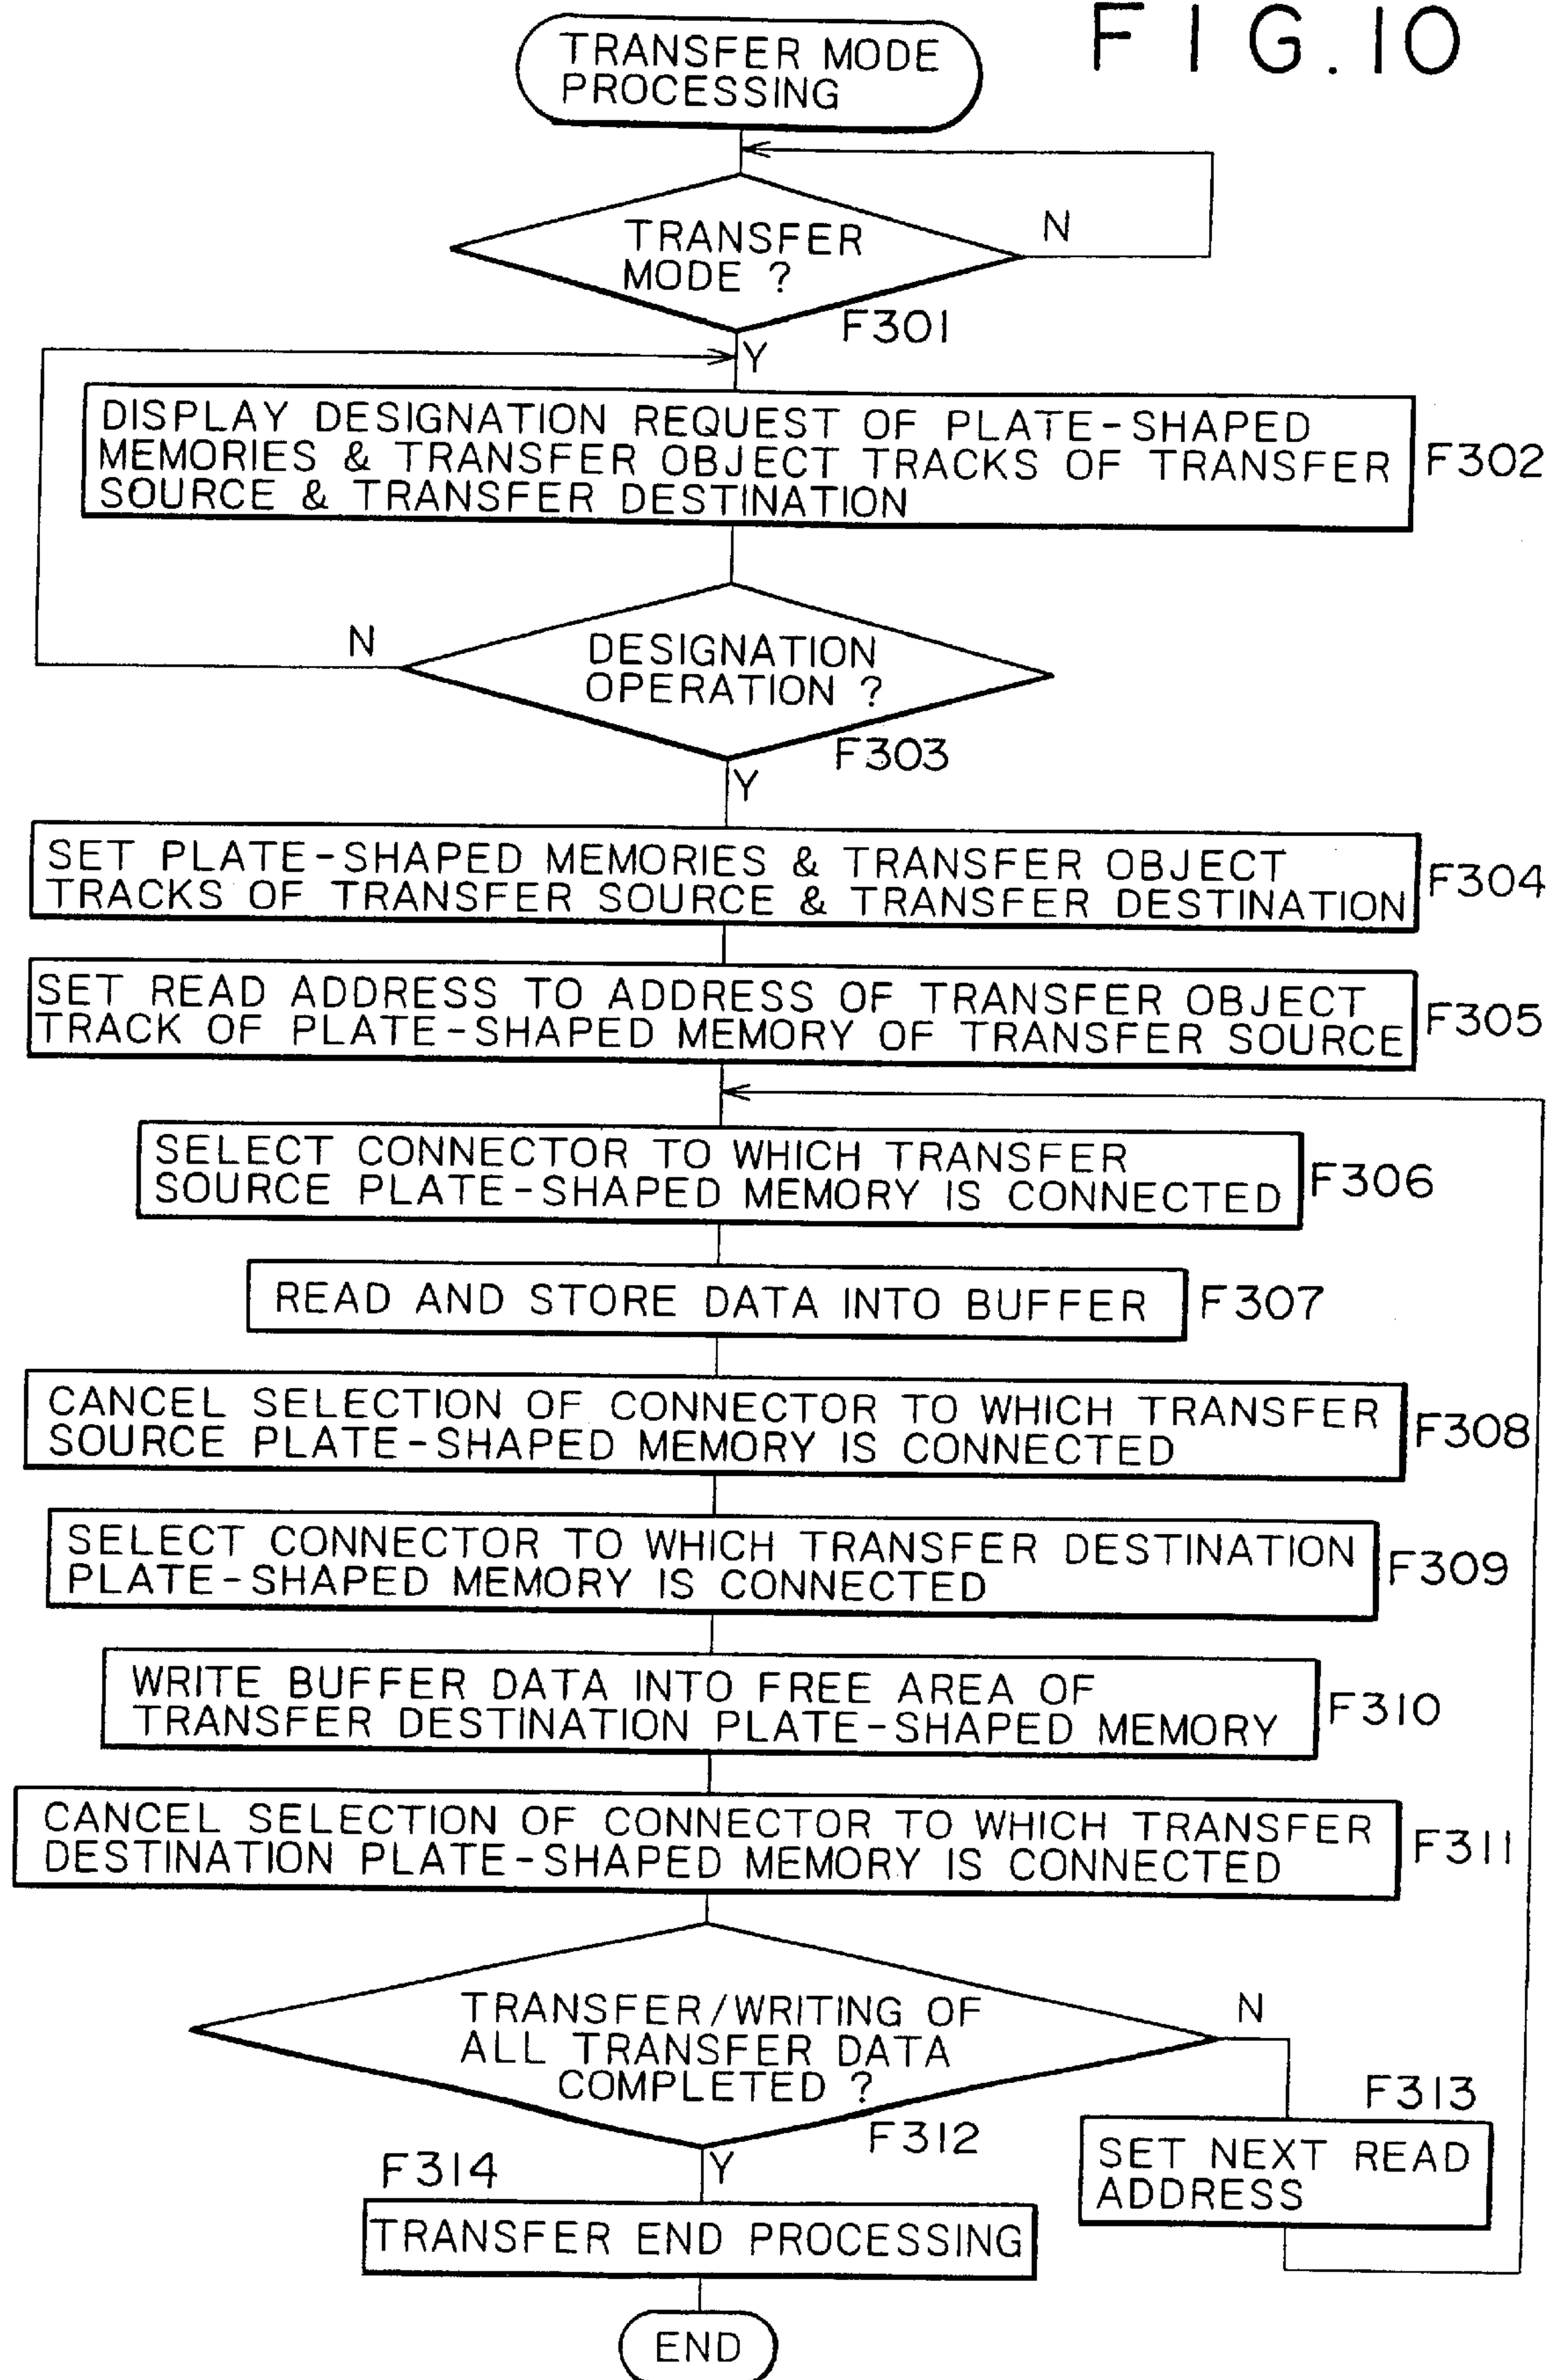 FIG.10
TRANSFER MODE
PROCESSING
N
TRANSFER
MODE ?
F301
Y
DISPLAY DESIGNATION REQUEST OF PLATE-SHAPED
MEMORIES & TRANSFER OBJECT TRACKS OF TRANSFER
SOURCE & TRANSFER DESTINATION
F302
N
DESIGNATION
OPERATION ?
F303
Y
SET PLATE-SHAPED MEMORIES & TRANSFER OBJECT
TRACKS OF TRANSFER SOURCE & TRANSFER DESTINATION
F304
SET READ ADDRESS TO ADDRESS OF TRANSFER OBJECT
TRACK OF PLATE-SHAPED MEMORY OF TRANSFER SOURCE
F305
SELECT CONNECTOR TO WHICH TRANSFER
SOURCE PLATE-SHAPED MEMORY IS CONNECTED
F306
READ AND STORE DATA INTO BUFFER
F307
CANCEL SELECTION OF CONNECTOR TO WHICH TRANSFER
SOURCE PLATE-SHAPED MEMORY IS CONNECTED
F308
SELECT CONNECTOR TO WHICH TRANSFER DESTINATION
PLATE-SHAPED MEMORY IS CONNECTED
F309
WRITE BUFFER DATA INTO FREE AREA OF
TRANSFER DESTINATION PLATE-SHAPED MEMORY
F310
CANCEL SELECTION OF CONNECTOR TO WHICH TRANSFER
DESTINATION PLATE-SHAPED MEMORY IS CONNECTED
F311
TRANSFER/WRITING OF
ALL TRANSFER DATA
COMPLETED ?
N
F312
F313
SET NEXT READ
ADDRESS
Y
F314
TRANSFER END PROCESSING
END